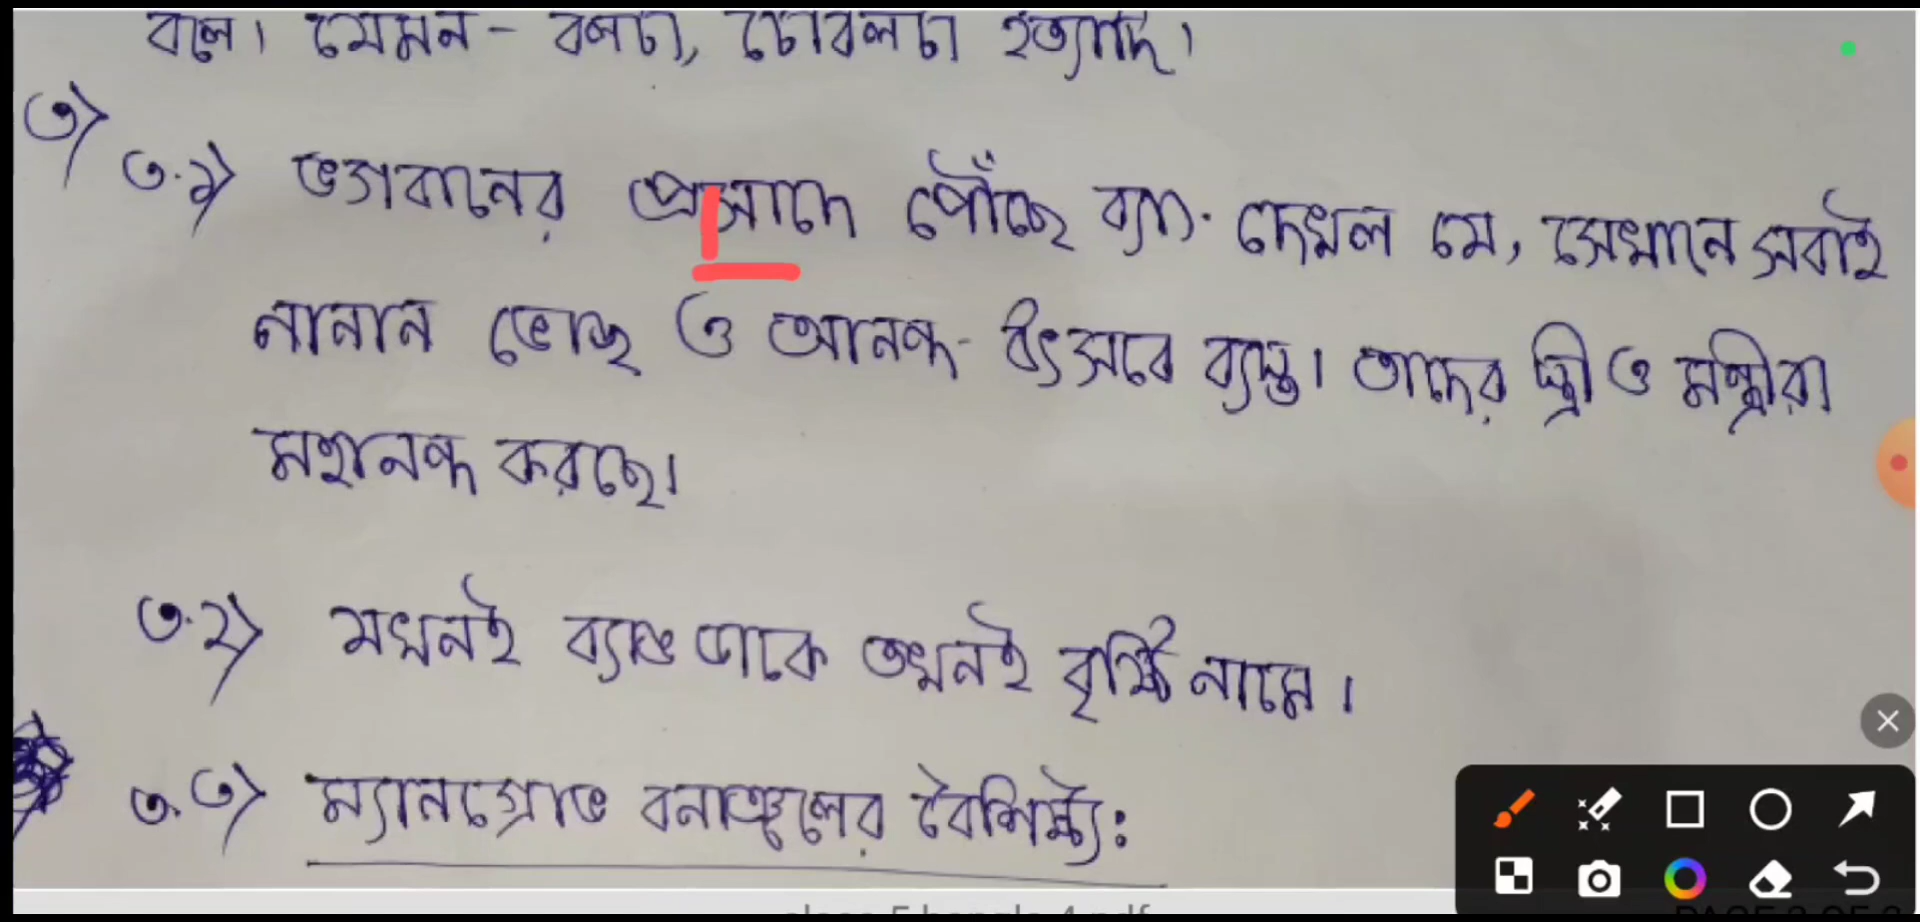 বলে। যেমন - বলটা, টেবিলটা ইত্যাদি।
৩)
৩.১) ভগবানের প্রাসাদে পৌঁছে ব্যাং দেখল যে, সেখানে সবাই
নানান ভোজ ও আনন্দ-উৎসবে ব্যস্ত। তাদের স্ত্রী ও মন্ত্রীরা
মহানন্দ করছে।
৩.২) যখনই ব্যাঙ ডাকে তখনই বৃষ্টি নামে।
৩.৩) ম্যানগ্রোভ বনাঞ্চলের বৈশিষ্ট্য: